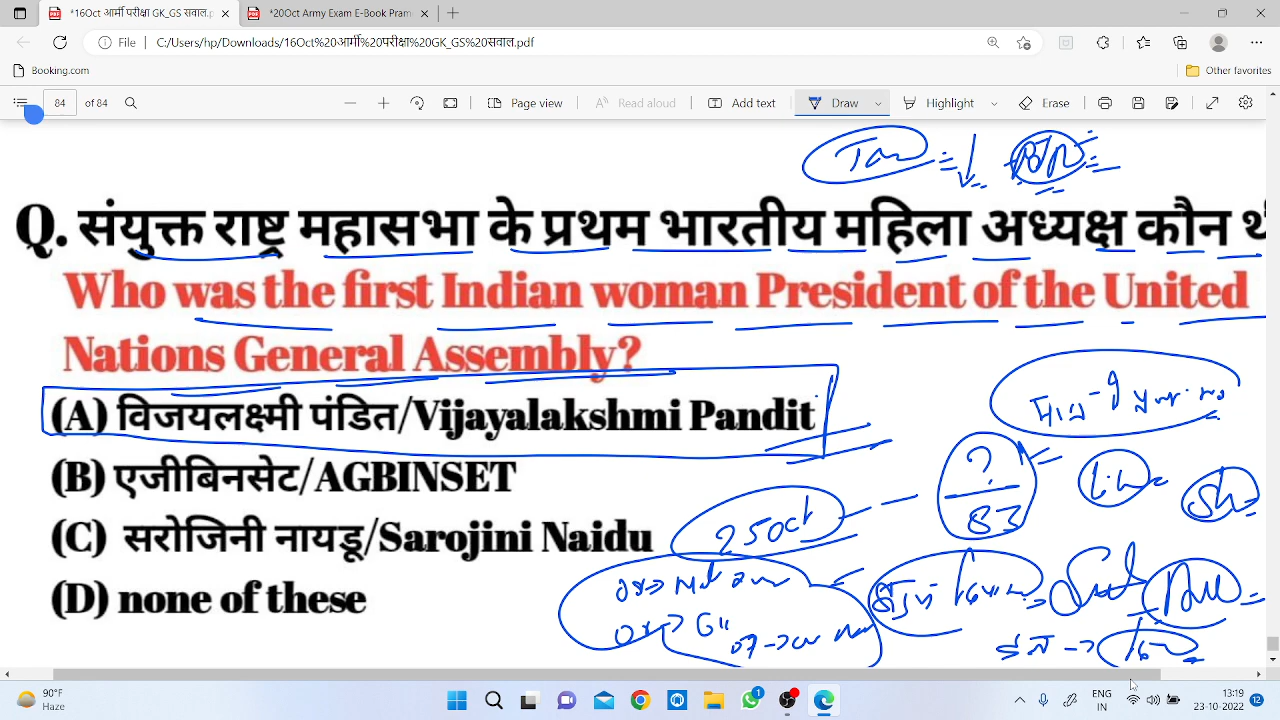 *16Oct आर्मी परीक्षा GK_GS सवाल.p
*20Oct Army Exam E-Book Pram
File
C:/Users/hp/Downloads/16Oct%20आर्मी%20परीक्षा%20GK_GS%20सवाल.pdf
Booking.com
Other favorites
84 of 84
Page view
Read aloud
Add text
Draw
Highlight
Erase
Q. संयुक्त राष्ट्र महासभा के प्रथम भारतीय महिला अध्यक्ष कौन थी
Who was the first Indian woman President of the United
Nations General Assembly?
(A) विजयलक्ष्मी पंडित/Vijayalakshmi Pandit
(B) एजीबिनसेट/AGBINSET
(C) सरोजिनी नायडू/Sarojini Naidu
(D) none of these
?
83
25 Oct
90°F
Haze
1
ENG
IN
13:19
23-10-2022
12